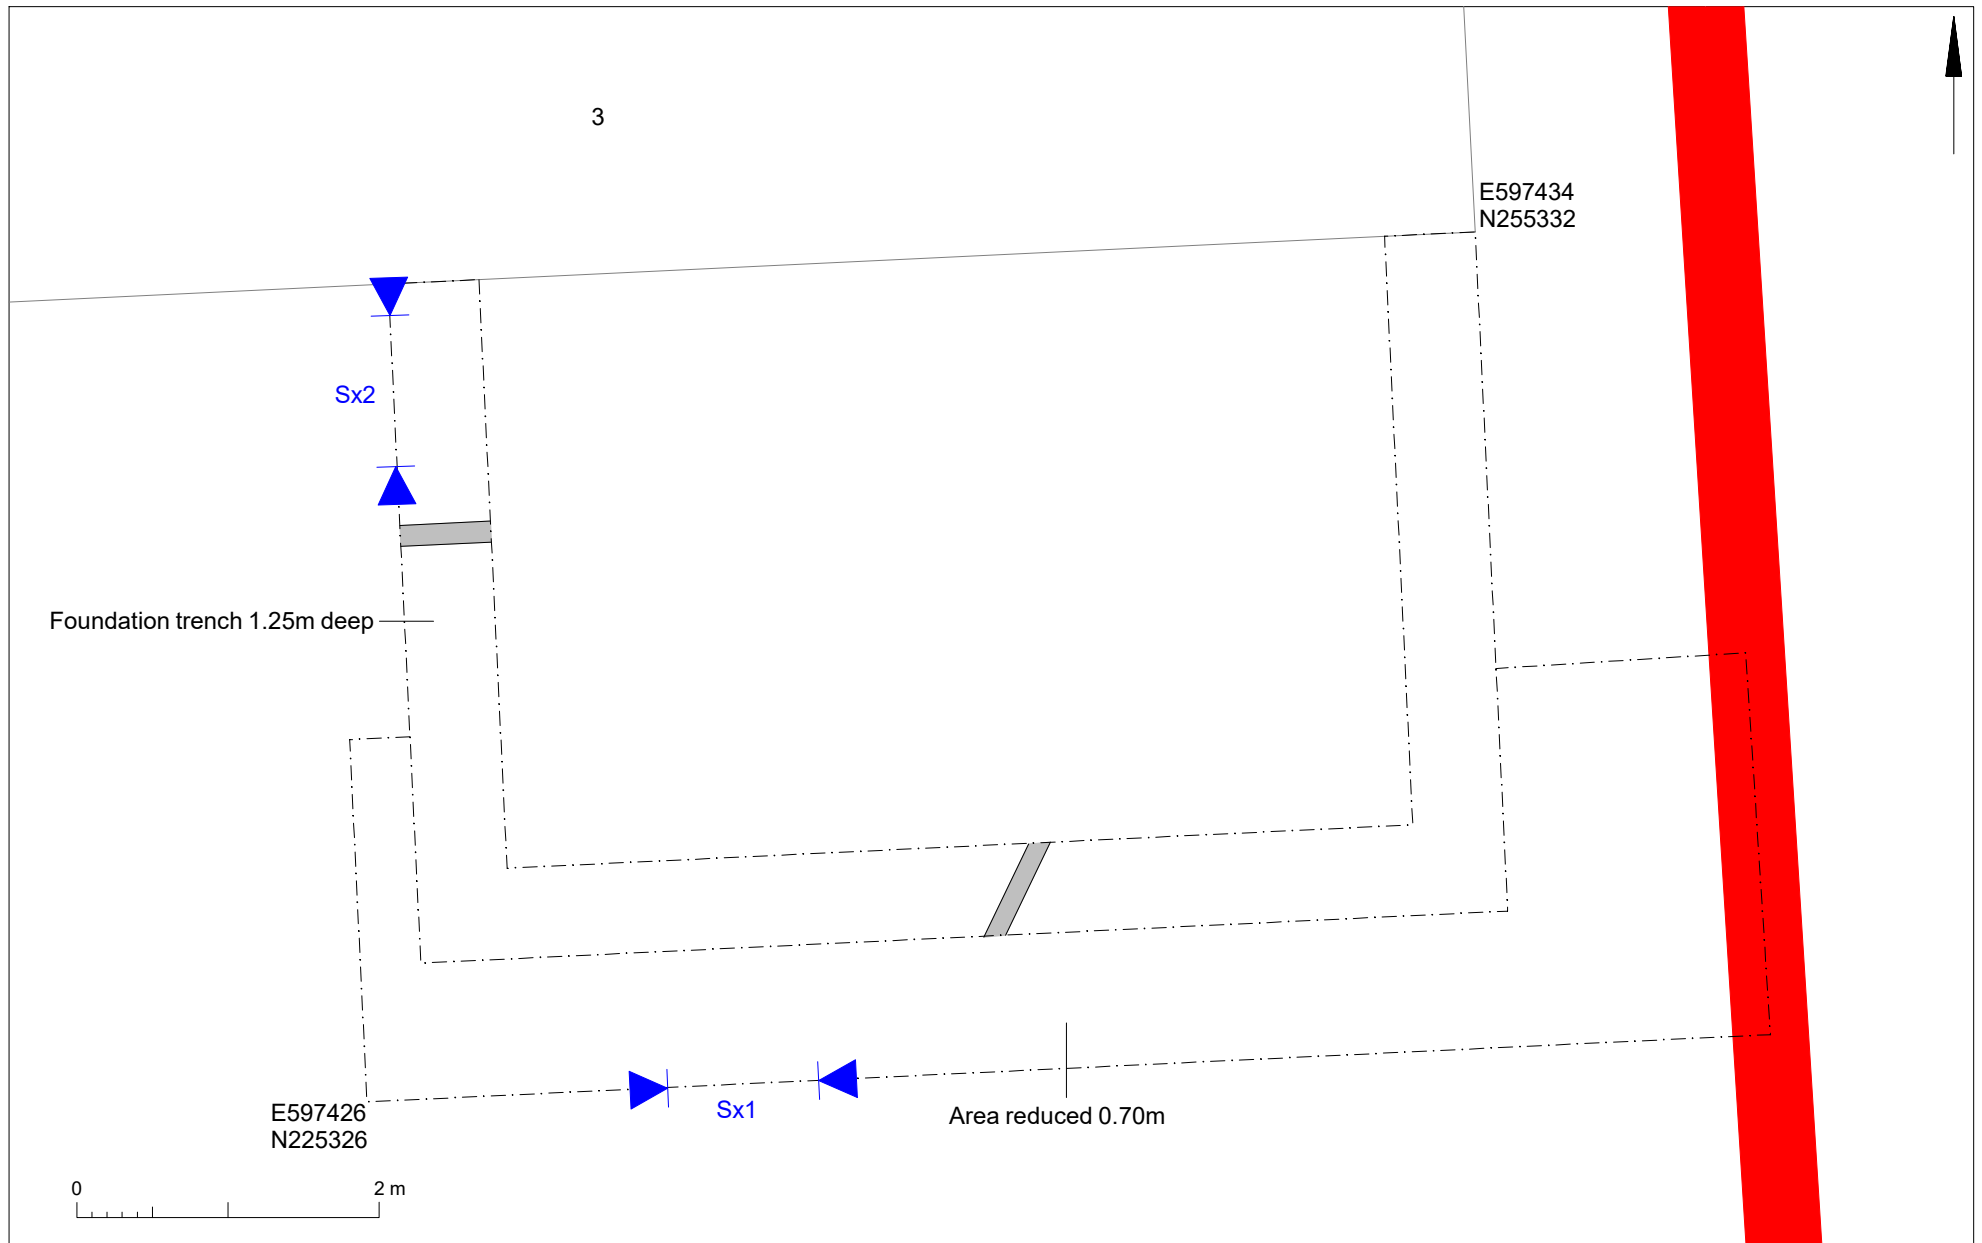 3
E597434
N255332
Sx2
Foundation trench 1.25m deep
E597426
N225326
Sx1
Area reduced 0.70m
0 2 m